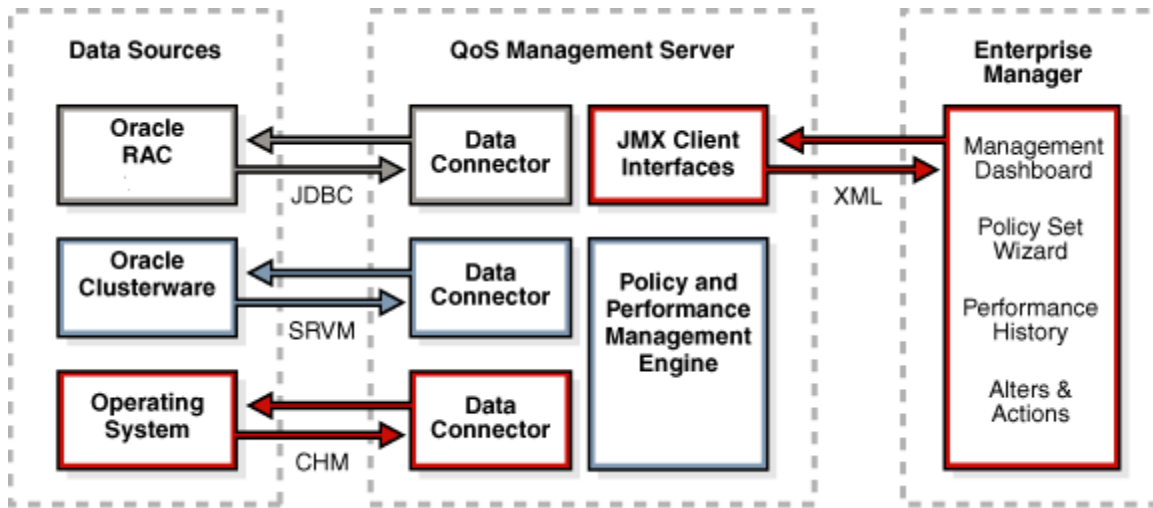 Data Sources
QoS Management Server
Enterprise
Manager
Oracle
RAC
JDBC
Data
Connector
JMX Client
Interfaces
XML
Management
Dashboard
Policy Set
Wizard
Performance
History
Alters &
Actions
Oracle
Clusterware
SRVM
Data
Connector
Policy and
Performance
Management
Engine
Operating
System
CHM
Data
Connector